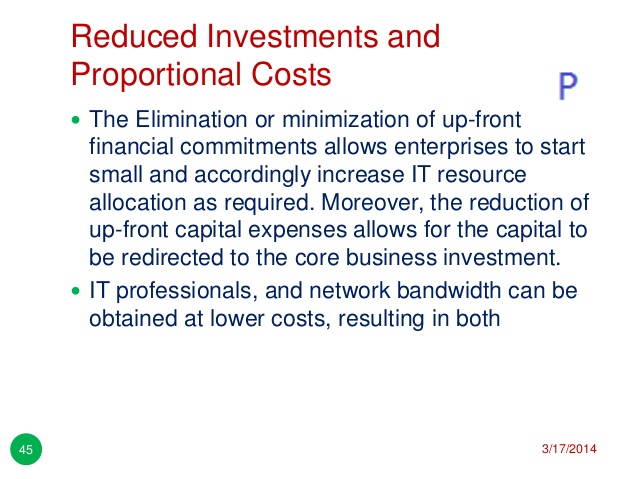 Reduced Investments and
Proportional Costs
P
• The Elimination or minimization of up-front
financial commitments allows enterprises to start
small and accordingly increase IT resource
allocation as required. Moreover, the reduction of
up-front capital expenses allows for the capital to
be redirected to the core business investment.
• IT professionals, and network bandwidth can be
obtained at lower costs, resulting in both
45
3/17/2014